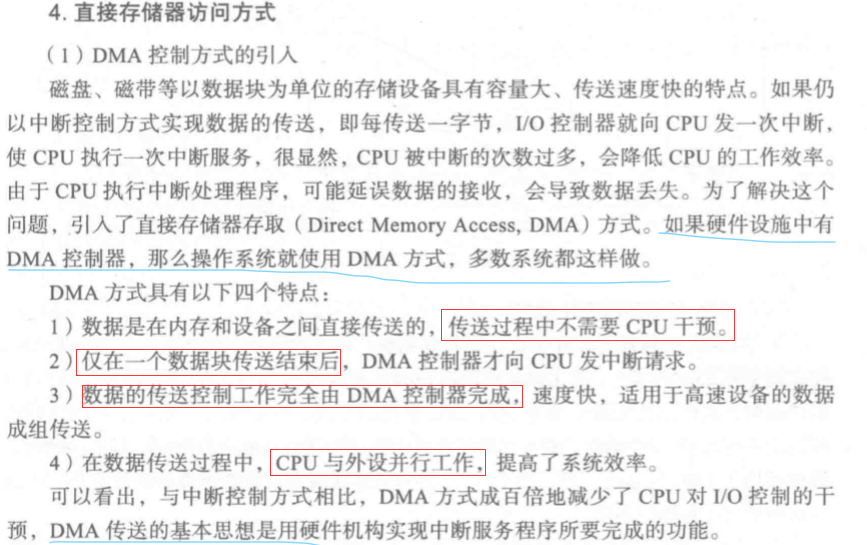 4. 直接存储器访问方式
（1）DMA 控制方式的引入
磁盘、磁带等以数据块为单位的存储设备具有容量大、传送速度快的特点。如果仍
以中断控制方式实现数据的传送，即每传送一字节，I/O 控制器就向 CPU 发一次中断，
使 CPU 执行一次中断服务，很显然，CPU 被中断的次数过多，会降低 CPU 的工作效率。
由于 CPU 执行中断处理程序，可能延误数据的接收，会导致数据丢失。为了解决这个
问题，引入了直接存储器存取（Direct Memory Access, DMA）方式。如果硬件设施中有
DMA 控制器，那么操作系统就使用 DMA 方式，多数系统都这样做。
DMA 方式具有以下四个特点：
1）数据是在内存和设备之间直接传送的，传送过程中不需要 CPU 干预。
2）仅在一个数据块传送结束后，DMA 控制器才向 CPU 发中断请求。
3）数据的传送控制工作完全由 DMA 控制器完成，速度快，适用于高速设备的数据
成组传送。
4）在数据传送过程中，CPU 与外设并行工作，提高了系统效率。
可以看出，与中断控制方式相比，DMA 方式成百倍地减少了 CPU 对 I/O 控制的干
预，DMA 传送的基本思想是用硬件机构实现中断服务程序所要完成的功能。